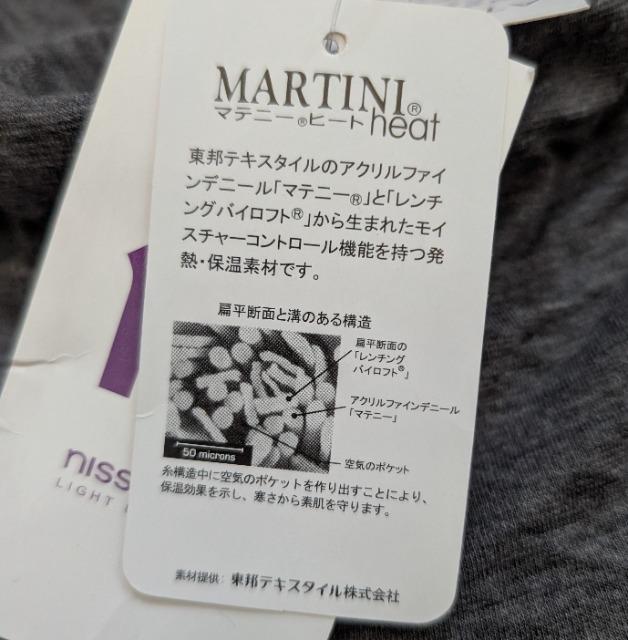 MARTINI®
マテニー®ヒート heat
東邦テキスタイルのアクリルファイ
ンデニール「マテニー®」と「レンチ
ングバイロフト®」から生まれたモイ
スチャーコントロール機能を持つ発
熱・保温素材です。
扁平断面と溝のある構造
扁平断面の
「レンチング
バイロフト®」
アクリルファインデニール
「マテニー」
空気のポケット
50 microns
糸構造中に空気のポケットを作り出すことにより、
保温効果を示し、寒さから素肌を守ります。
素材提供: 東邦テキスタイル株式会社
niss
LIGHT